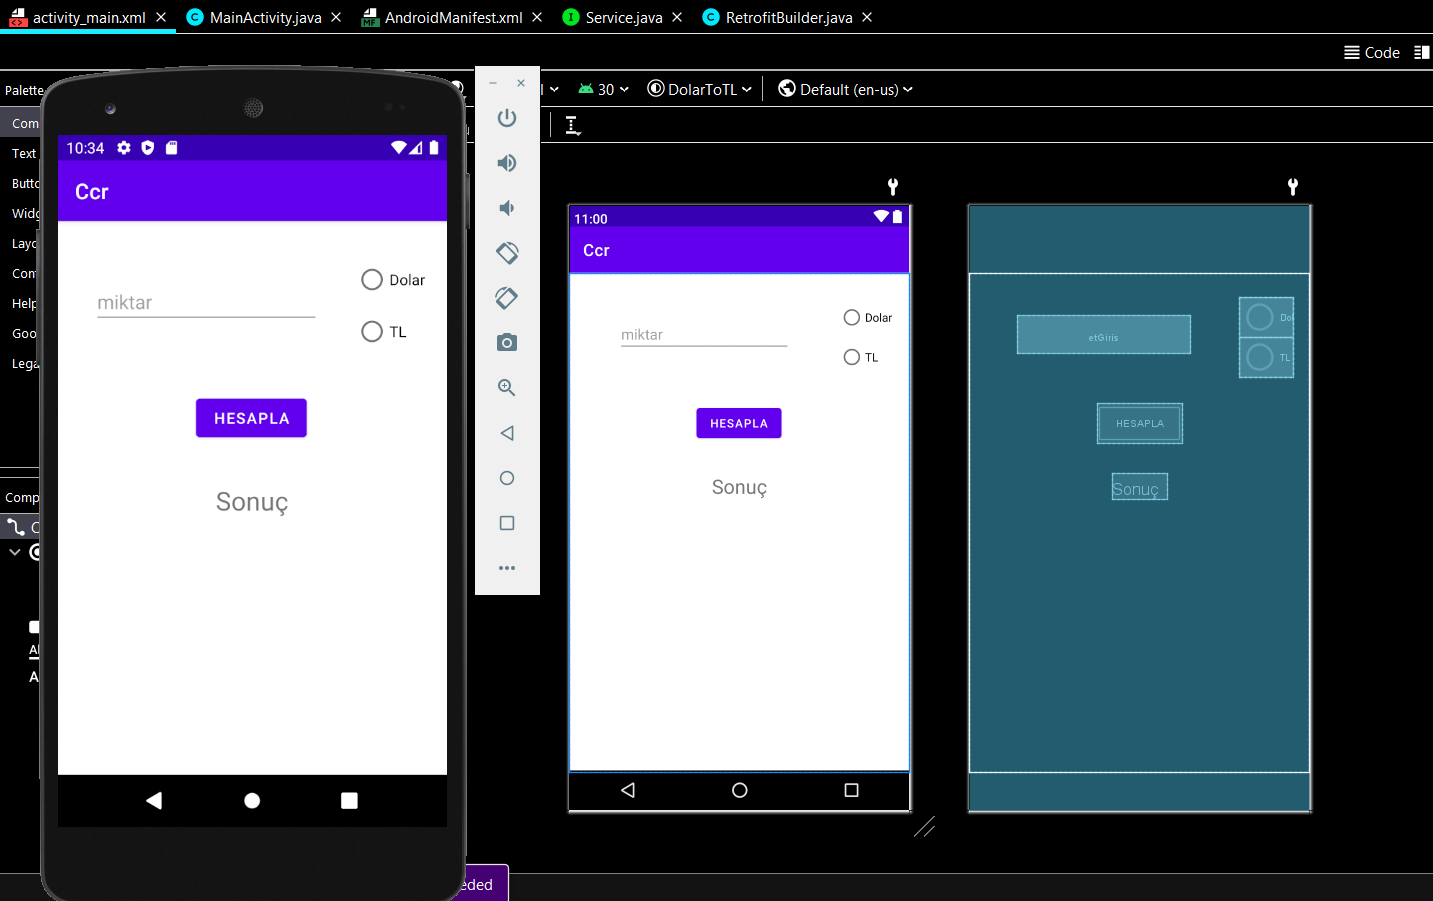 activity_main.xml MainActivity.java AndroidManifest.xml Service.java RetrofitBuilder.java
Code
Palette
30 DolarToTL Default (en-us)
Com
Text
Butto
Widg
Layo
Con
Help
Goo
Lega
Comp
10:34
Ccr
Dolar
miktar
TL
HESAPLA
Sonuç
11:00
Ccr
Dolar
miktar
TL
HESAPLA
Sonuç
Dol
etGiris
TL
HESAPLA
Sonuç
eded